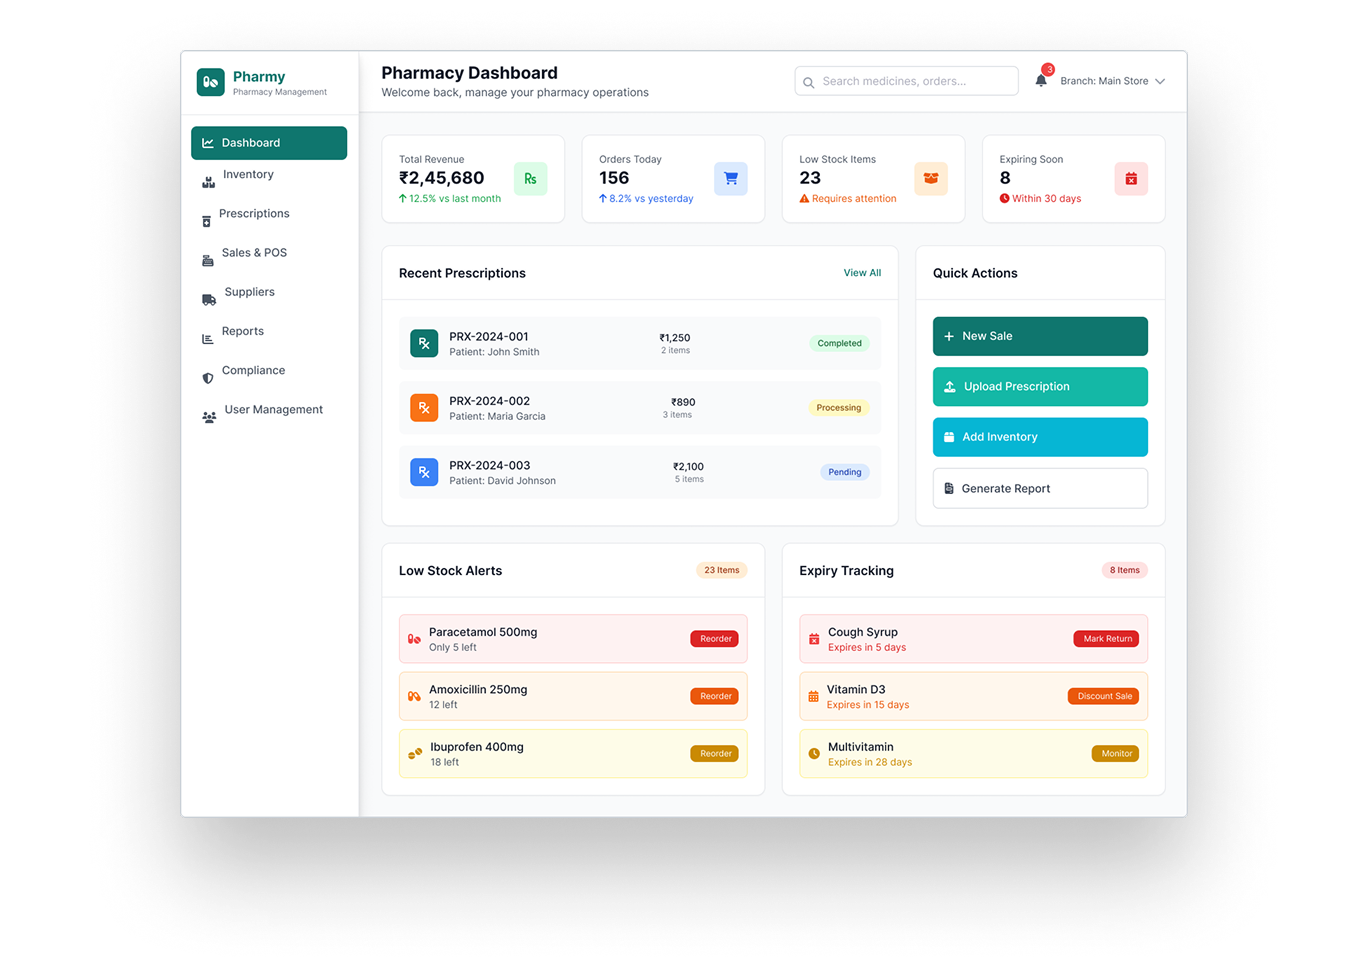 Pharmy
Pharmacy Management
Dashboard
Inventory
Prescriptions
Sales & POS
Suppliers
Reports
Compliance
User Management
Pharmacy Dashboard
Welcome back, manage your pharmacy operations
Search medicines, orders...
3
Branch: Main Store
Total Revenue
₹2,45,680
12.5% vs last month
Rs
Orders Today
156
8.2% vs yesterday
Low Stock Items
23
Requires attention
Expiring Soon
8
Within 30 days
Recent Prescriptions
View All
PRX-2024-001
Patient: John Smith
₹1,250
2 items
Completed
PRX-2024-002
Patient: Maria Garcia
₹890
3 items
Processing
PRX-2024-003
Patient: David Johnson
₹2,100
5 items
Pending
Quick Actions
New Sale
Upload Prescription
Add Inventory
Generate Report
Low Stock Alerts
23 Items
Paracetamol 500mg
Only 5 left
Reorder
Amoxicillin 250mg
12 left
Reorder
Ibuprofen 400mg
18 left
Reorder
Expiry Tracking
8 Items
Cough Syrup
Expires in 5 days
Mark Return
Vitamin D3
Expires in 15 days
Discount Sale
Multivitamin
Expires in 28 days
Monitor